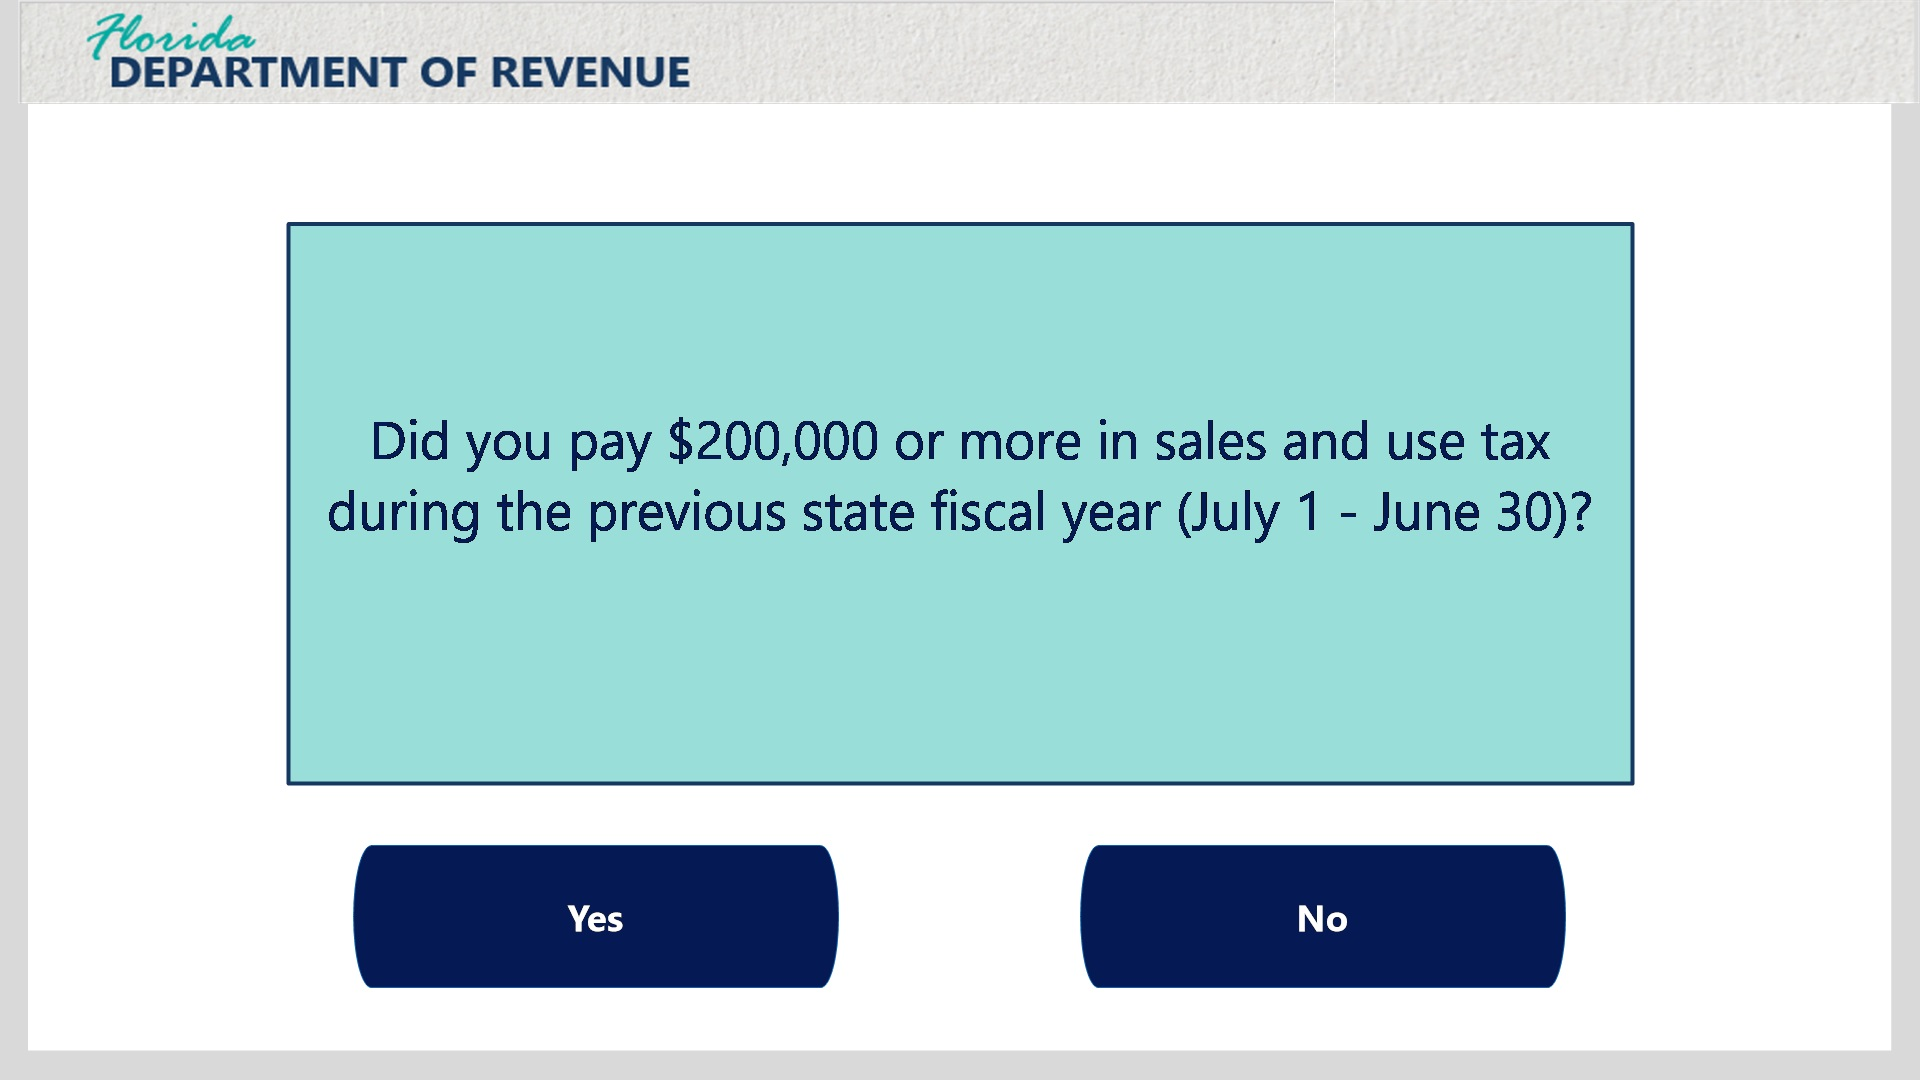 Florida
DEPARTMENT OF REVENUE
Did you pay $200,000 or more in sales and use tax
during the previous state fiscal year (July 1 - June 30)?
Yes
No